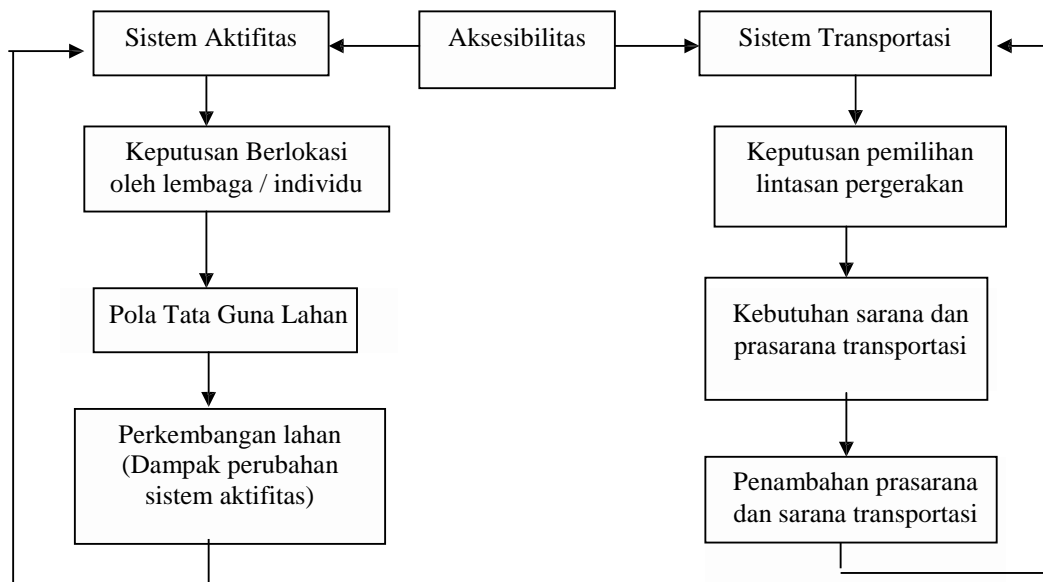 Sistem Aktifitas
Aksesibilitas
Sistem Transportasi
Keputusan Berlokasi
oleh lembaga / individu
Keputusan pemilihan
lintasan pergerakan
Pola Tata Guna Lahan
Kebutuhan sarana dan
prasarana transportasi
Perkembangan lahan
(Dampak perubahan
sistem aktifitas)
Penambahan prasarana
dan sarana transportasi